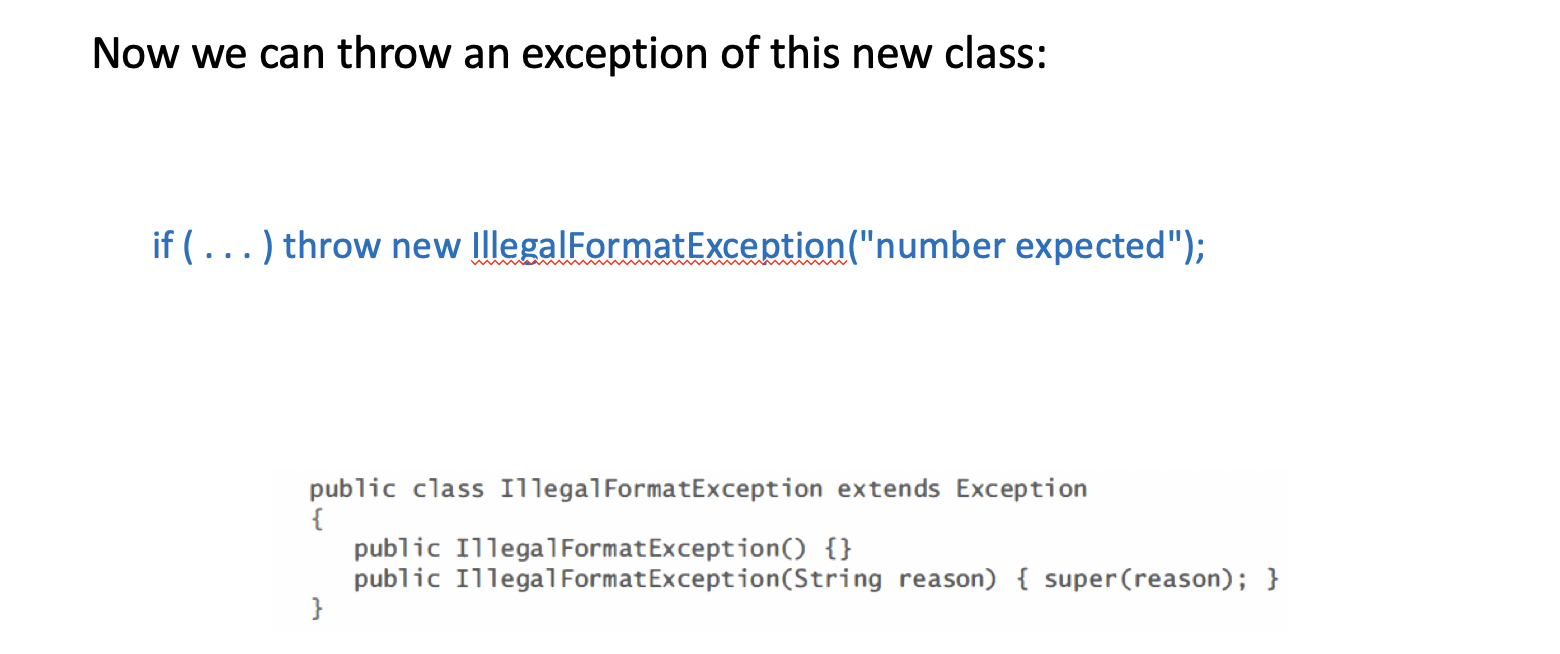 Now we can throw an exception of this new class:
if ( . . . ) throw new IllegalFormatException("number expected");
public class IllegalFormatException extends Exception
{
public IllegalFormatException() {}
public IllegalFormatException(String reason) { super(reason); }
}